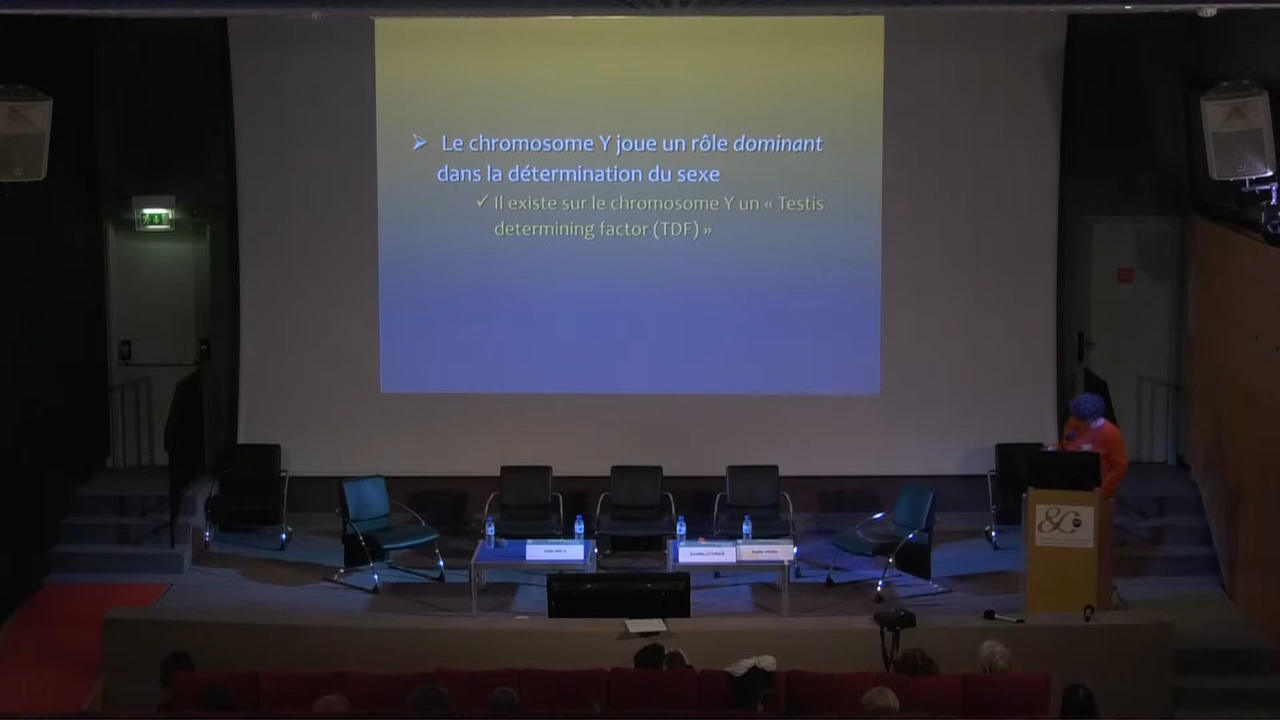 ➢ Le chromosome Y joue un rôle dominant
dans la détermination du sexe
✓ Il existe sur le chromosome Y un « Testis
determining factor (TDF) »